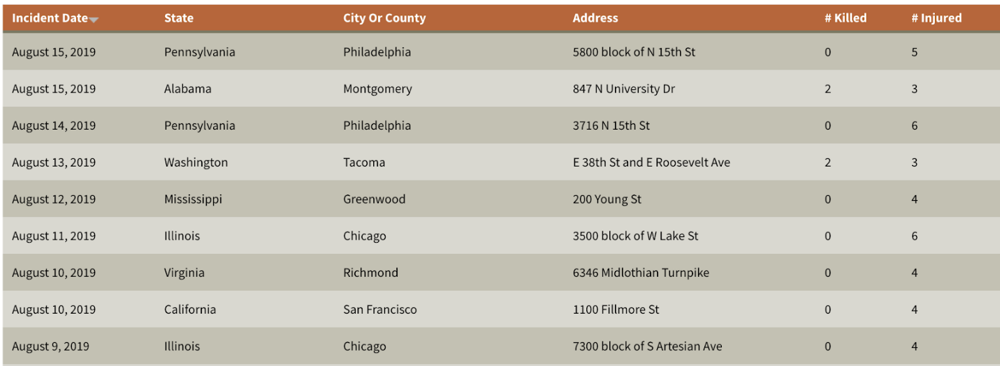 Incident Date State City Or County Address # Killed # Injured
August 15, 2019 Pennsylvania Philadelphia 5800 block of N 15th St 0 5
August 15, 2019 Alabama Montgomery 847 N University Dr 2 3
August 14, 2019 Pennsylvania Philadelphia 3716 N 15th St 0 6
August 13, 2019 Washington Tacoma E 38th St and E Roosevelt Ave 2 3
August 12, 2019 Mississippi Greenwood 200 Young St 0 4
August 11, 2019 Illinois Chicago 3500 block of W Lake St 0 6
August 10, 2019 Virginia Richmond 6346 Midlothian Turnpike 0 4
August 10, 2019 California San Francisco 1100 Fillmore St 0 4
August 9, 2019 Illinois Chicago 7300 block of S Artesian Ave 0 4